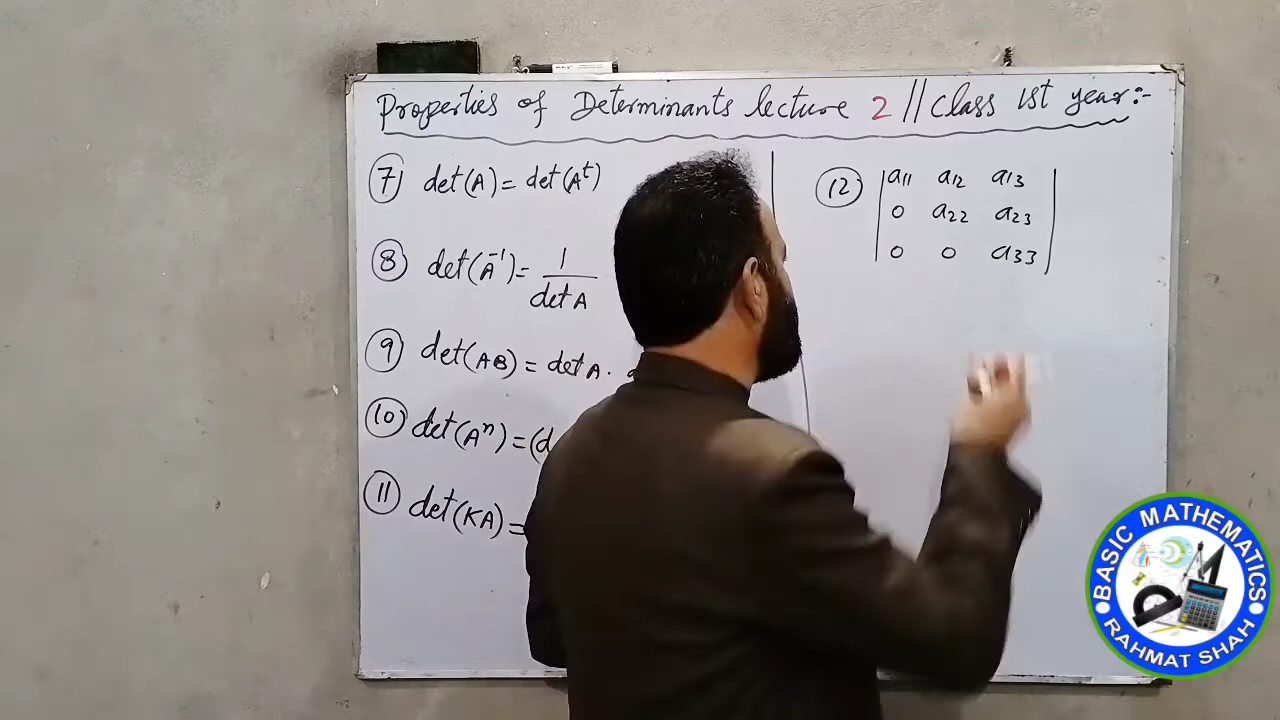 Properties of Determinants lecture 2 // Class 1st year:-
7 det(A) = det(Aᵗ)
8 det(A⁻¹) = 1/det A
9 det(AB) = det A .
10 det(Aⁿ) = (d
11 det(KA) =
12 | a11 a12 a13 |
| 0 a22 a23 |
| 0 0 a33 |
BASIC MATHEMATICS
RAHMAT SHAH